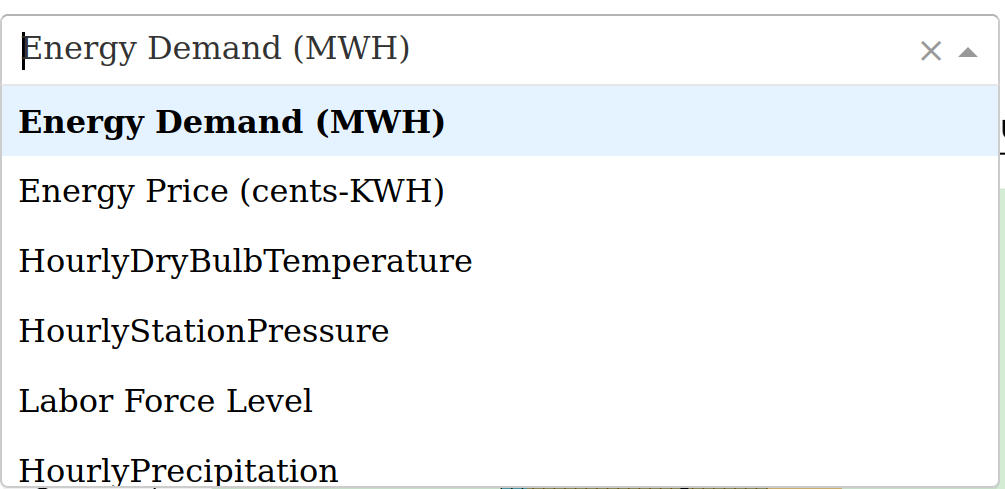 Energy Demand (MWH)
Energy Demand (MWH)
Energy Price (cents-KWH)
HourlyDryBulbTemperature
HourlyStationPressure
Labor Force Level
HourlyPrecipitation